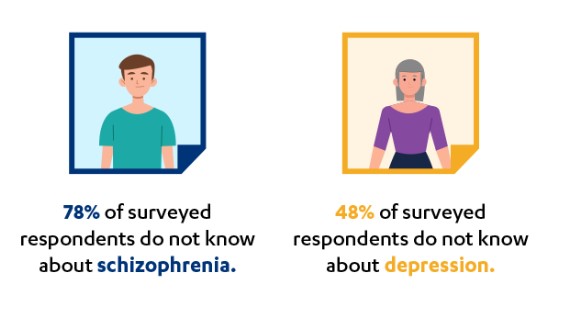 78% of surveyed
respondents do not know
about schizophrenia.
48% of surveyed
respondents do not know
about depression.